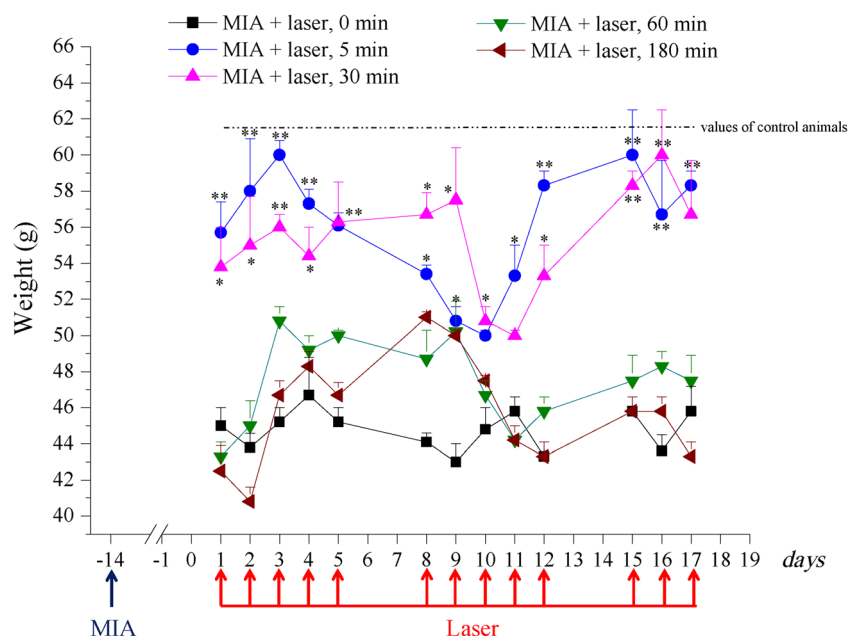 MIA + laser, 0 min
MIA + laser, 60 min
MIA + laser, 5 min
MIA + laser, 180 min
MIA + laser, 30 min
66
64
62
60
58
56
54
52
50
48
46
44
42
40
Weight (g)
values of control animals
** ** ** ** ** * * * * ** ** ** **
* * ** * * * * * ** **
-14 -1 0 1 2 3 4 5 6 7 8 9 10 11 12 13 14 15 16 17 18 19 days
MIA
Laser